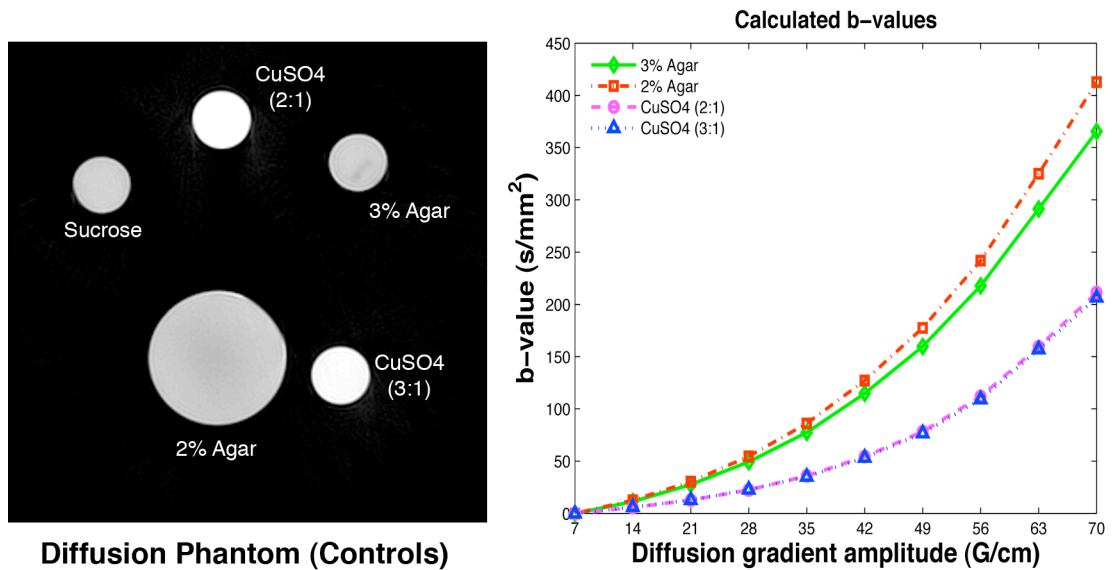 CuSO4
(2:1)
3% Agar
Sucrose
CuSO4
(3:1)
2% Agar
Diffusion Phantom (Controls)
Calculated b-values
3% Agar
2% Agar
CuSO4 (2:1)
CuSO4 (3:1)
b-value (s/mm²)
450
400
350
300
250
200
150
100
50
0
7 14 21 28 35 42 49 56 63 70
Diffusion gradient amplitude (G/cm)